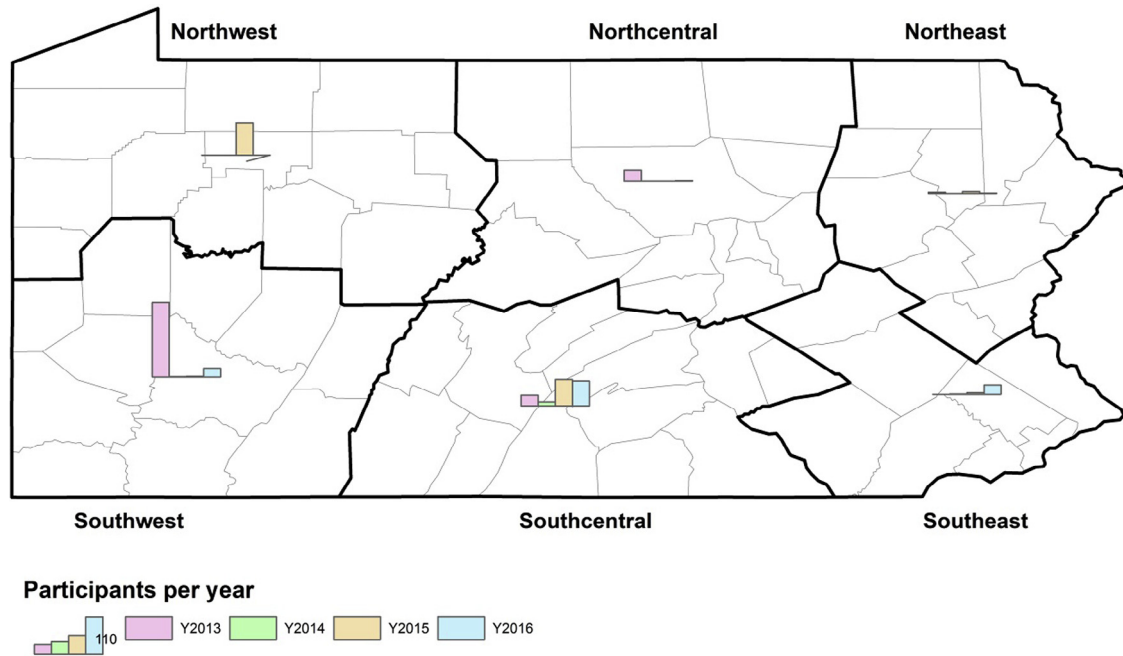 Northwest
Northcentral
Northeast
Southwest
Southcentral
Southeast
Participants per year
110
Y2013
Y2014
Y2015
Y2016